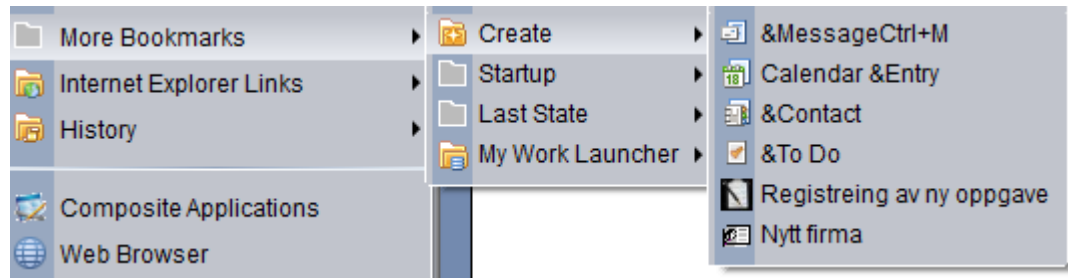 More Bookmarks
Internet Explorer Links
History
Composite Applications
Web Browser
Create
Startup
Last State
My Work Launcher
&MessageCtrl+M
Calendar &Entry
&Contact
&To Do
Registreing av ny oppgave
Nytt firma